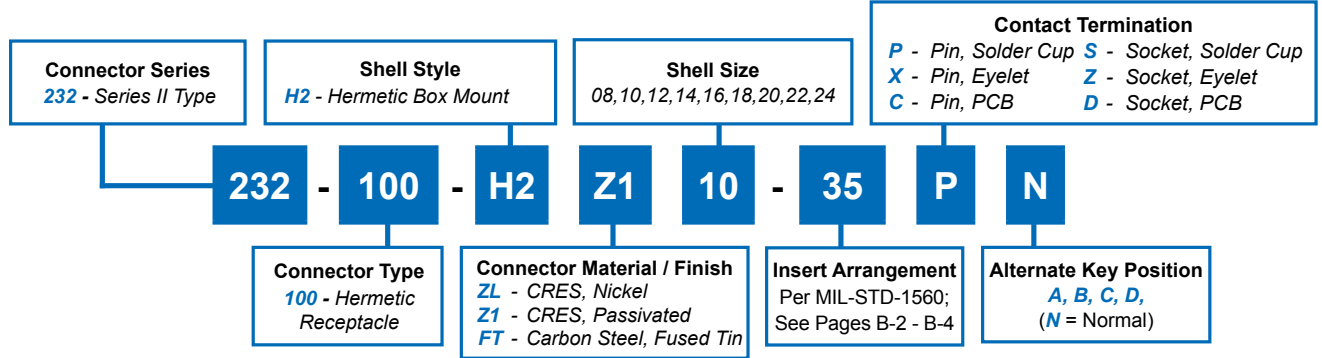 Connector Series
232 - Series II Type
Shell Style
H2 - Hermetic Box Mount
Shell Size
08,10,12,14,16,18,20,22,24
Contact Termination
P - Pin, Solder Cup S - Socket, Solder Cup
X - Pin, Eyelet Z - Socket, Eyelet
C - Pin, PCB D - Socket, PCB
232 - 100 - H2 Z1 10 - 35 P N
Connector Type
100 - Hermetic
Receptacle
Connector Material / Finish
ZL - CRES, Nickel
Z1 - CRES, Passivated
FT - Carbon Steel, Fused Tin
Insert Arrangement
Per MIL-STD-1560;
See Pages B-2 - B-4
Alternate Key Position
A, B, C, D,
(N = Normal)